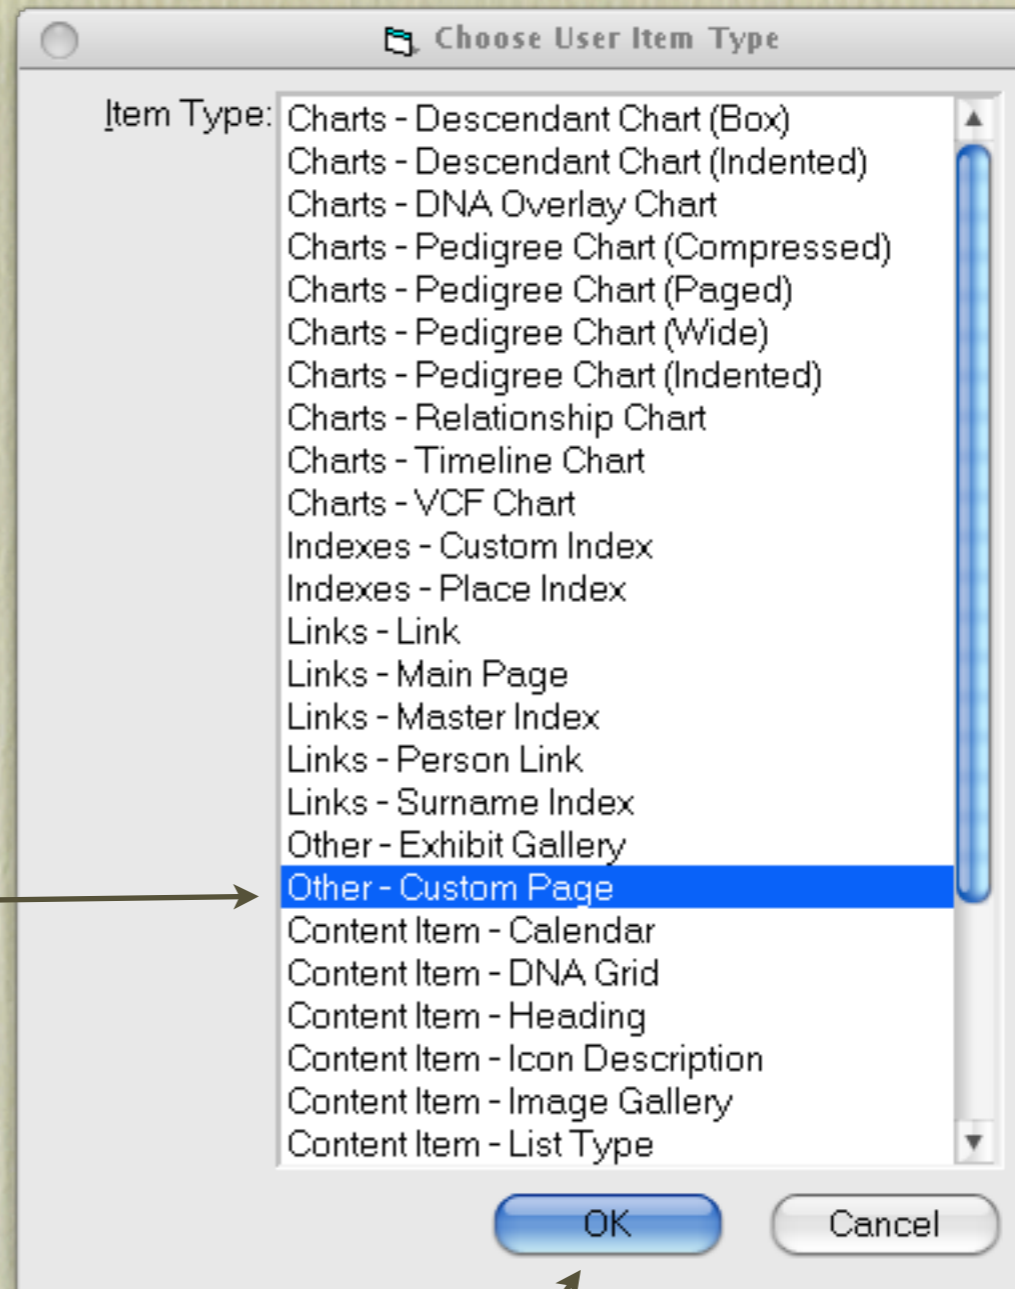 Choose User Item Type
Item Type:
Charts - Descendant Chart (Box)
Charts - Descendant Chart (Indented)
Charts - DNA Overlay Chart
Charts - Pedigree Chart (Compressed)
Charts - Pedigree Chart (Paged)
Charts - Pedigree Chart (Wide)
Charts - Pedigree Chart (Indented)
Charts - Relationship Chart
Charts - Timeline Chart
Charts - VCF Chart
Indexes - Custom Index
Indexes - Place Index
Links - Link
Links - Main Page
Links - Master Index
Links - Person Link
Links - Surname Index
Other - Exhibit Gallery
Other - Custom Page
Content Item - Calendar
Content Item - DNA Grid
Content Item - Heading
Content Item - Icon Description
Content Item - Image Gallery
Content Item - List Type
OK Cancel